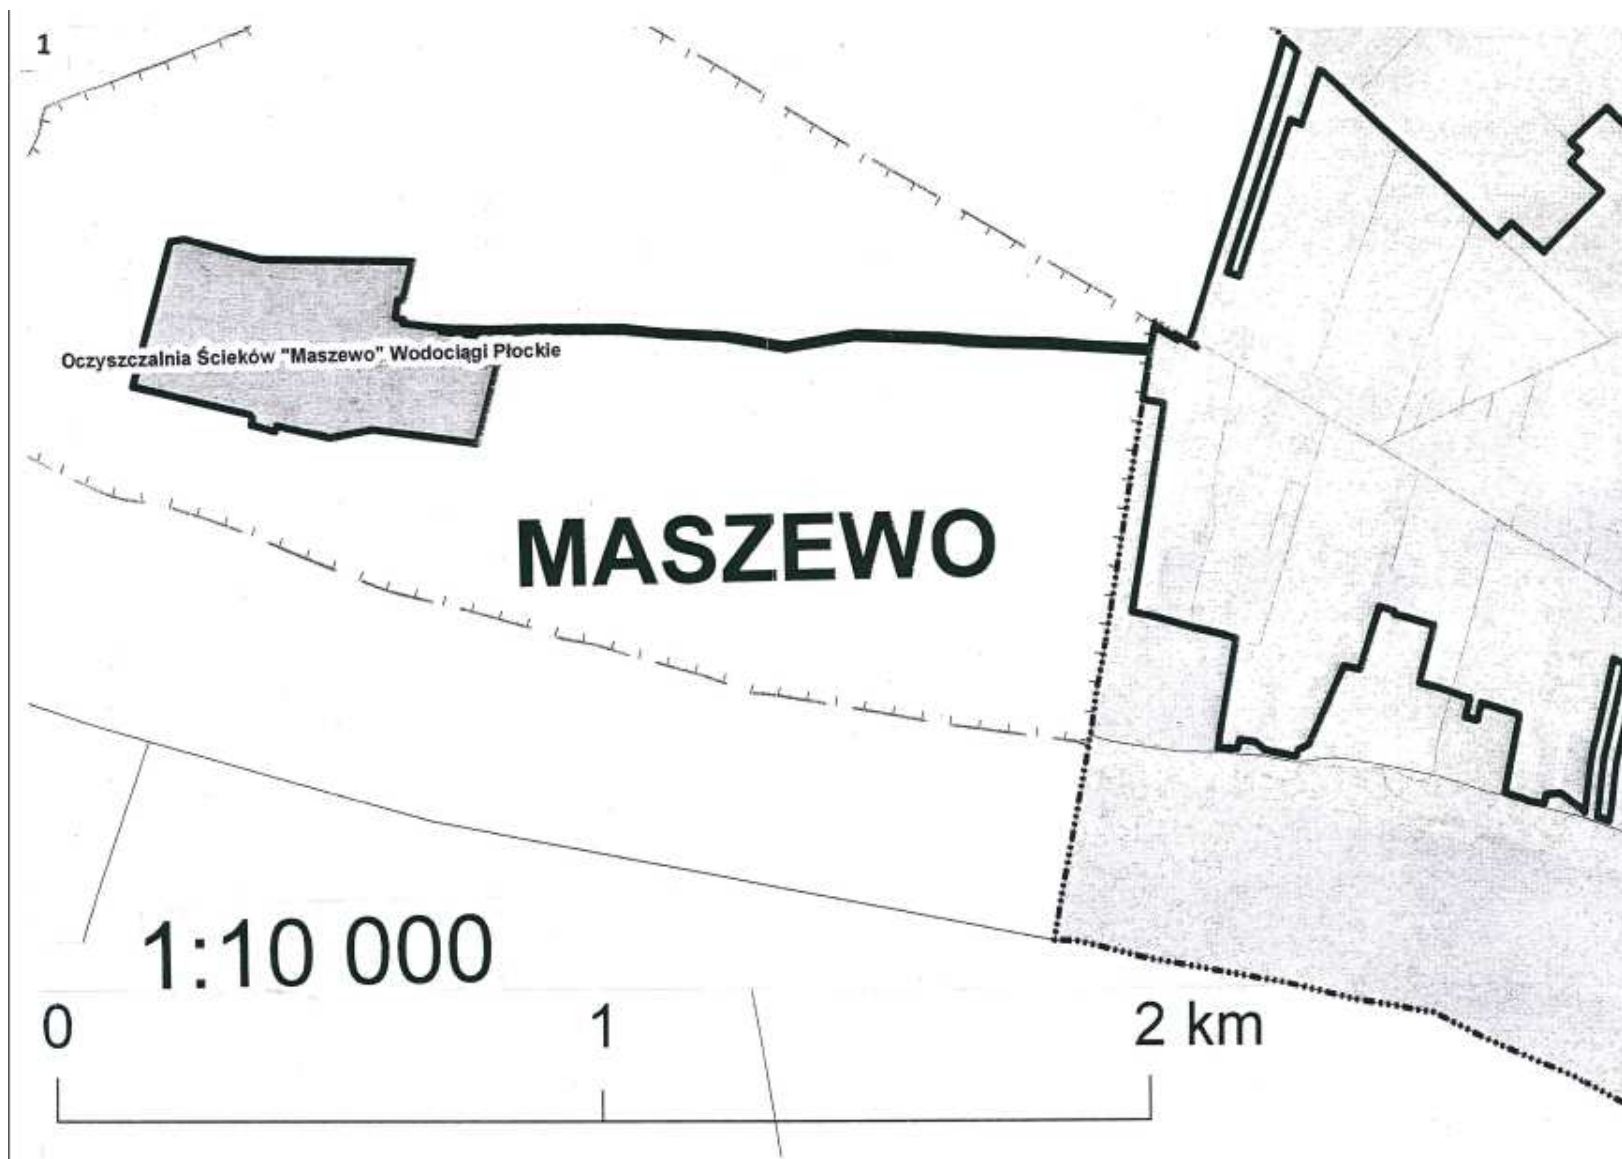 1
Oczyszczalnia Ścieków "Maszewo" Wodociągi Płockie
MASZEWO
1:10 000
0 1 2 km